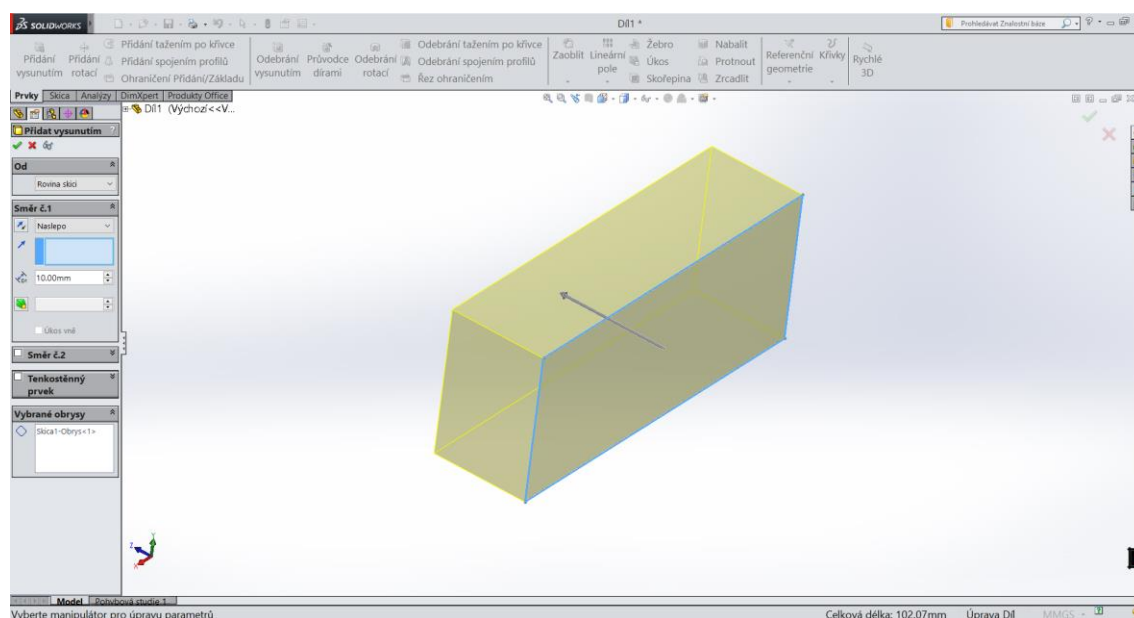 SOLIDWORKS
Díl1 *
Prohledávat Znalostní báze
Přidání vysunutím
Přidání rotací
Přidání tažením po křivce
Přidání spojením profilů
Ohraničení Přidání/Základu
Odebrání vysunutím
Průvodce dírami
Odebrání rotací
Odebrání tažením po křivce
Odebrání spojením profilů
Řez ohraničením
Zaoblit
Lineární pole
Žebro
Úkos
Skořepina
Nabalit
Protnout
Zrcadlit
Referenční geometrie
Křivky
Rychlé 3D
Prvky Skica Analýzy DimXpert Produkty Office
Díl1 (Výchozí<<V...
Přidat vysunutím
?
Od
Rovina skici
Směr č.1
Naslepo
10.00mm
Úkos vně
Směr č.2
Tenkostěnný
prvek
Vybrané obrysy
Skica1-Obrys<1>
Z Y X
Model Pohybová studie 1
Vyberte manipulátor pro úpravu parametrů
Celková délka: 102.07mm Úprava Díl MMGS